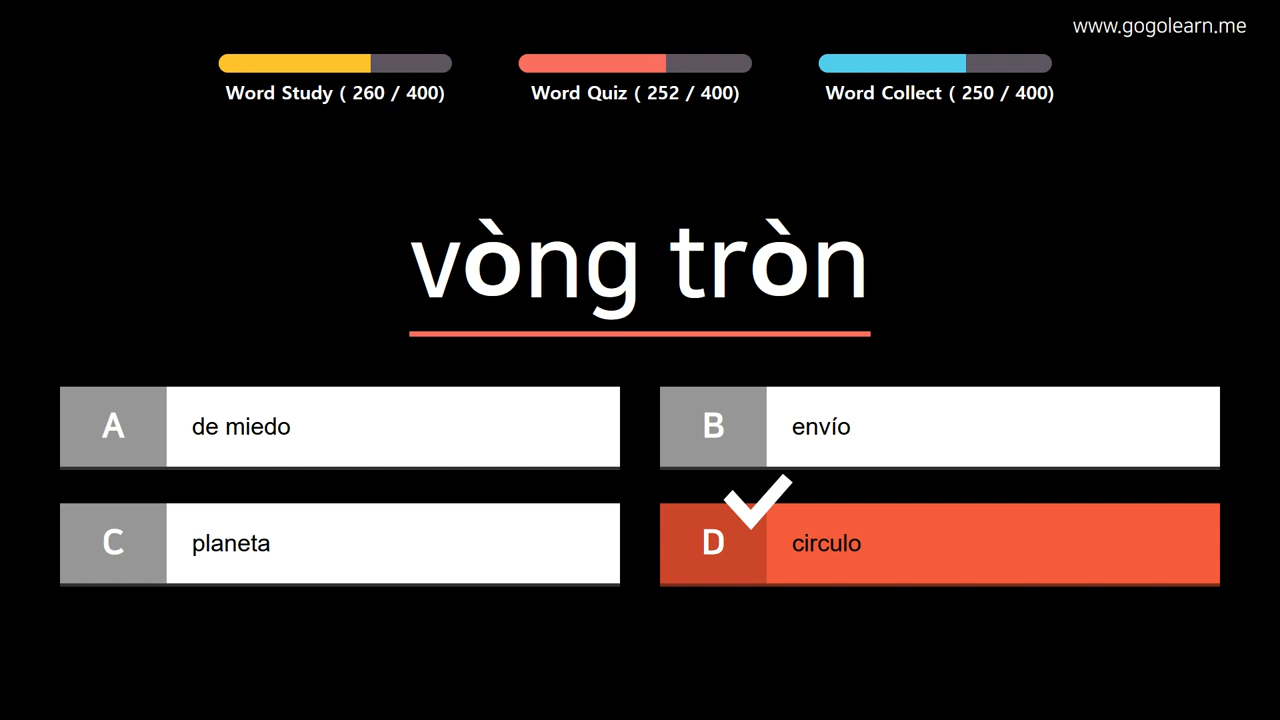 www.gogolearn.me
Word Study ( 260 / 400)
Word Quiz ( 252 / 400)
Word Collect ( 250 / 400)
vòng tròn
A
de miedo
B
envío
C
planeta
D
circulo